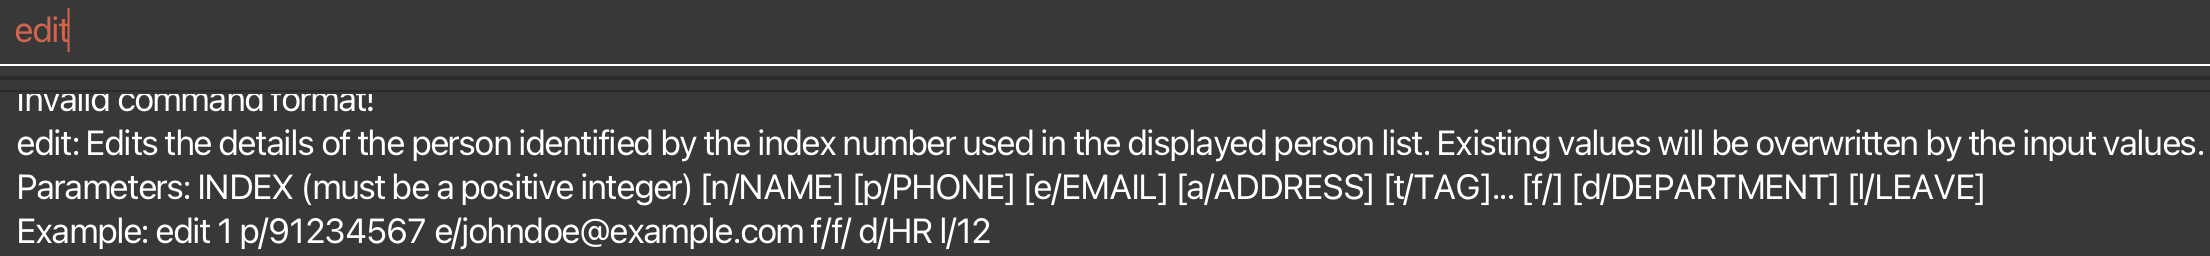 edit
Invalid command format!
edit: Edits the details of the person identified by the index number used in the displayed person list. Existing values will be overwritten by the input values.
Parameters: INDEX (must be a positive integer) [n/NAME] [p/PHONE] [e/EMAIL] [a/ADDRESS] [t/TAG]... [f/] [d/DEPARTMENT] [l/LEAVE]
Example: edit 1 p/91234567 e/johndoe@example.com f/f/ d/HR l/12